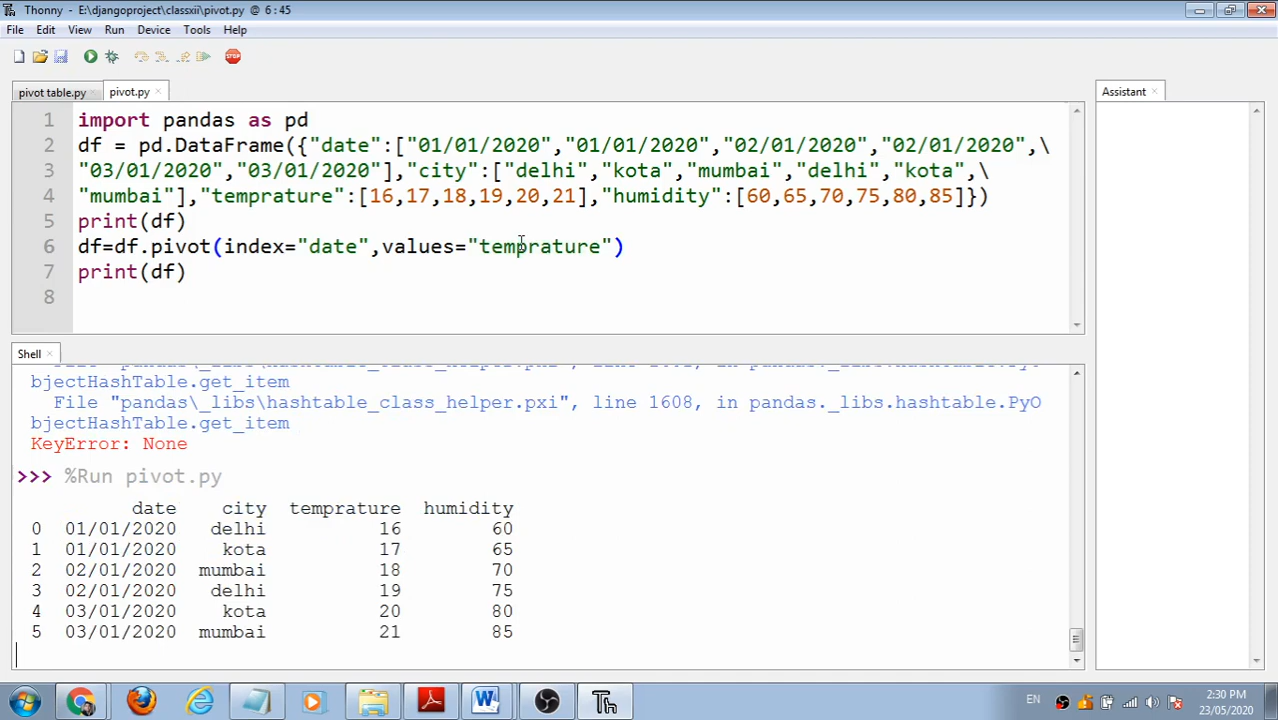 Thonny - E:\djangoproject\classxii\pivot.py @ 6:45
File Edit View Run Device Tools Help
STOP
pivot table.py × pivot.py × Assistant ×
1 import pandas as pd
2 df = pd.DataFrame({"date":["01/01/2020","01/01/2020","02/01/2020","02/01/2020",\
3 "03/01/2020","03/01/2020"],"city":["delhi","kota","mumbai","delhi","kota",\
4 "mumbai"],"temprature":[16,17,18,19,20,21],"humidity":[60,65,70,75,80,85]})
5 print(df)
6 df=df.pivot(index="date",values="temprature")
7 print(df)
8
Shell ×
bjectHashTable.get_item
File "pandas\_libs\hashtable_class_helper.pxi", line 1608, in pandas._libs.hashtable.PyO
bjectHashTable.get_item
KeyError: None
>>> %Run pivot.py
date city temprature humidity
0 01/01/2020 delhi 16 60
1 01/01/2020 kota 17 65
2 02/01/2020 mumbai 18 70
3 02/01/2020 delhi 19 75
4 03/01/2020 kota 20 80
5 03/01/2020 mumbai 21 85
EN 2:30 PM
23/05/2020